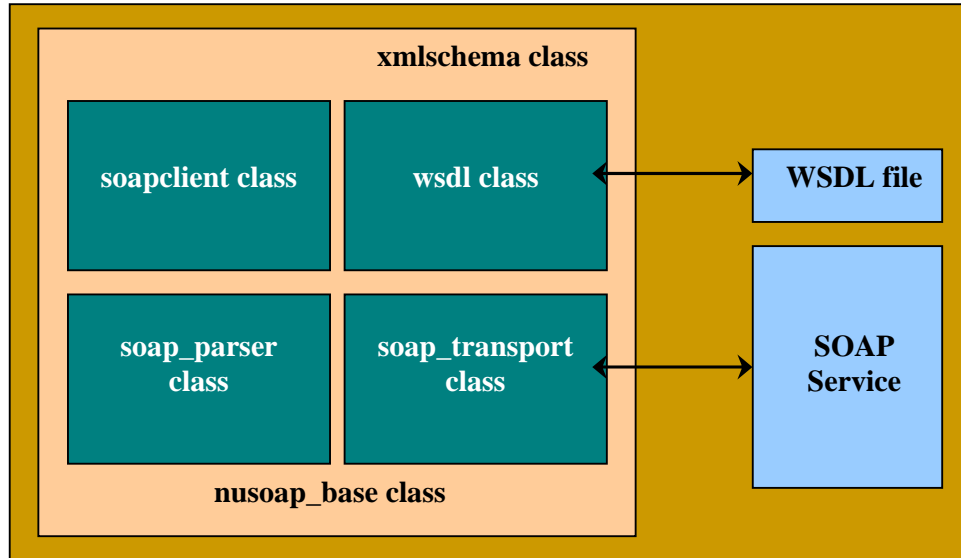 xmlschema class
soapclient class
wsdl class
WSDL file
soap_parser
class
soap_transport
class
SOAP
Service
nusoap_base class